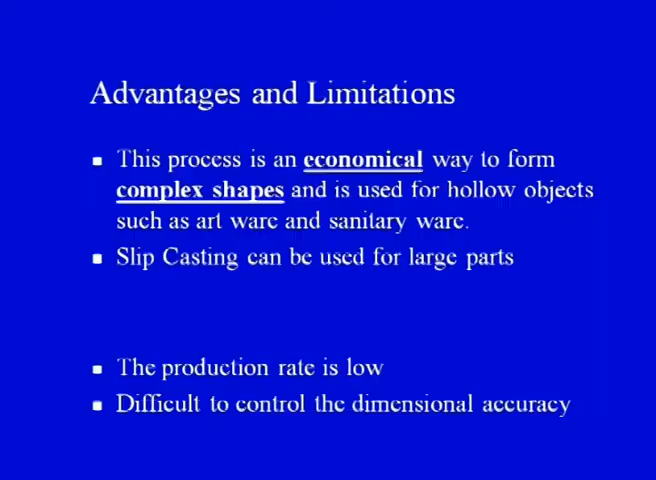 Advantages and Limitations
This process is an economical way to form
complex shapes and is used for hollow objects
such as art ware and sanitary ware.
Slip Casting can be used for large parts
The production rate is low
Difficult to control the dimensional accuracy